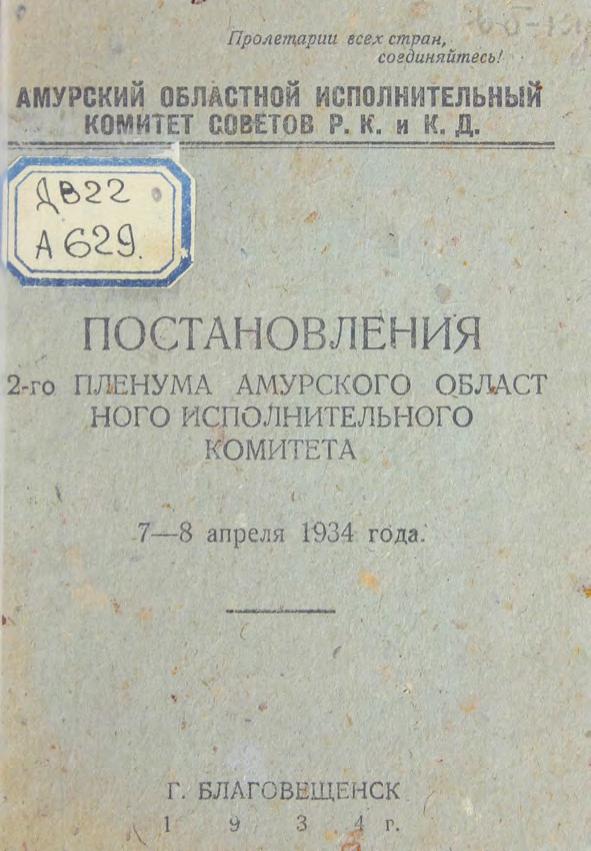 Пролетарии всех стран,
соединяйтесь!
АМУРСКИЙ ОБЛАСТНОЙ ИСПОЛНИТЕЛЬНЫЙ
КОМИТЕТ СОВЕТОВ Р. К. и К. Д.
ДВ22
А629.
ПОСТАНОВЛЕНИЯ
2-го ПЛЕНУМА АМУРСКОГО ОБЛАСТ
НОГО ИСПОЛНИТЕЛЬНОГО
КОМИТЕТА
7—8 апреля 1934 года.
Г. БЛАГОВЕЩЕНСК
1 9 3 4 г.